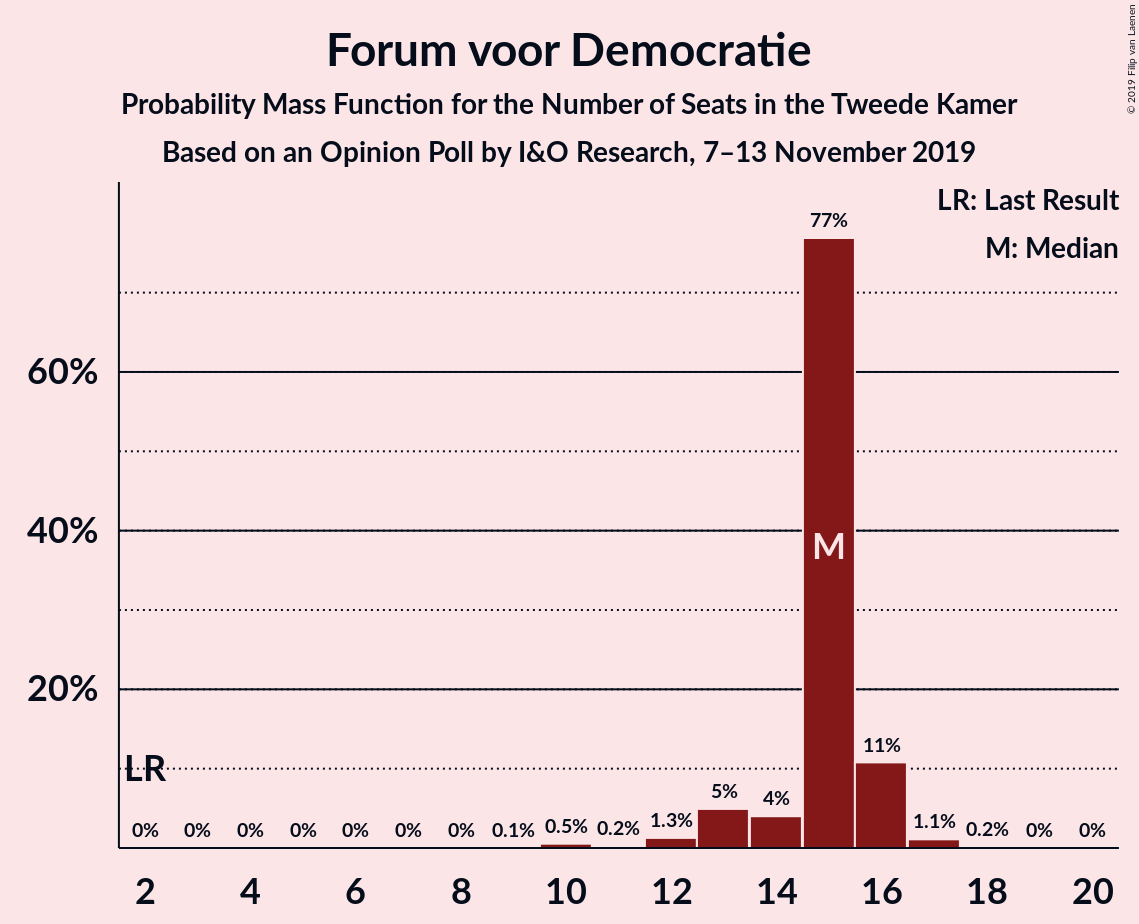 Forum voor Democratie
Probability Mass Function for the Number of Seats in the Tweede Kamer
Based on an Opinion Poll by I&O Research, 7–13 November 2019
© 2019 Filip van Laenen
LR: Last Result
M: Median
77%
60%
40%
M
20%
LR
0% 0% 0% 0% 0% 0% 0% 0.1% 0.5% 0.2% 1.3% 5% 4% 11% 1.1% 0.2% 0% 0%
2 4 6 8 10 12 14 16 18 20